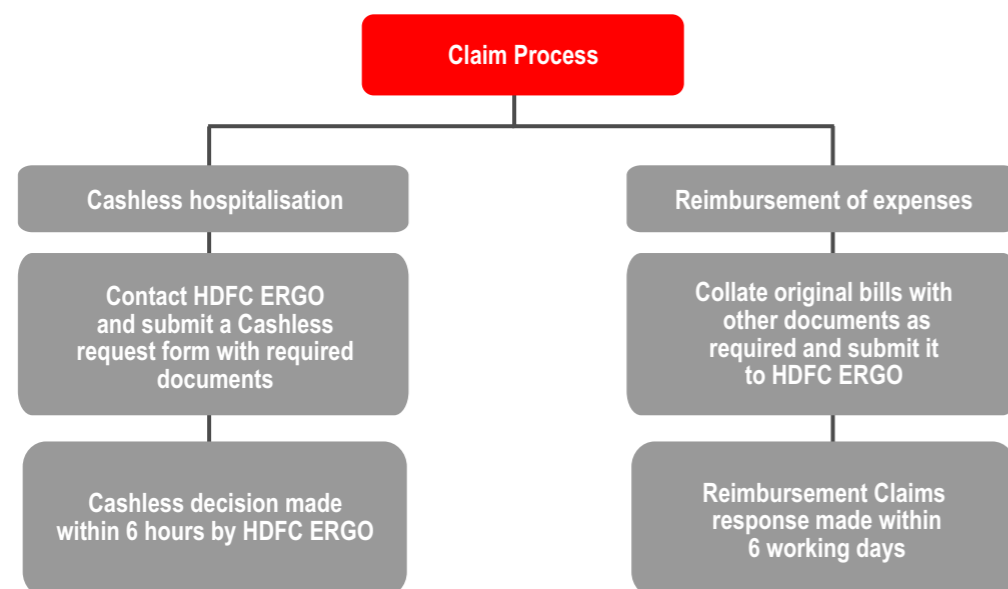 Claim Process
Cashless hospitalisation
Contact HDFC ERGO
and submit a Cashless
request form with required
documents
Cashless decision made
within 6 hours by HDFC ERGO
Reimbursement of expenses
Collate original bills with
other documents as
required and submit it
to HDFC ERGO
Reimbursement Claims
response made within
6 working days